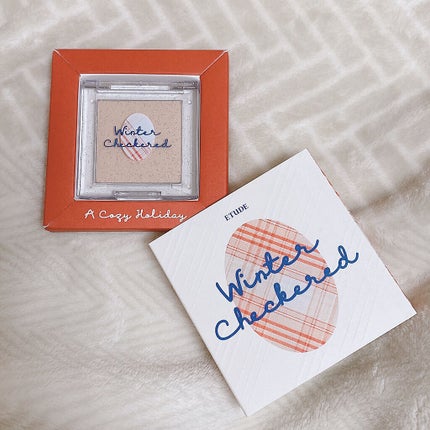 Winter
Checkered
A Cozy Holiday
ETUDE
Winter
Checkered